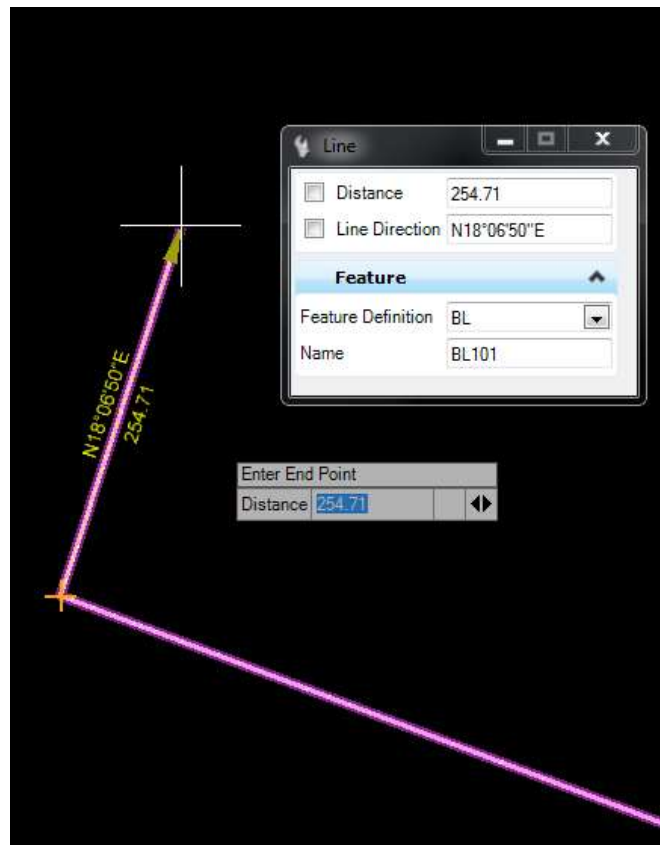 Line
Distance 254.71
Line Direction N18°06'50"E
Feature
Feature Definition BL
Name BL101
N18°06'50"E
254.71
Enter End Point
Distance 254.71